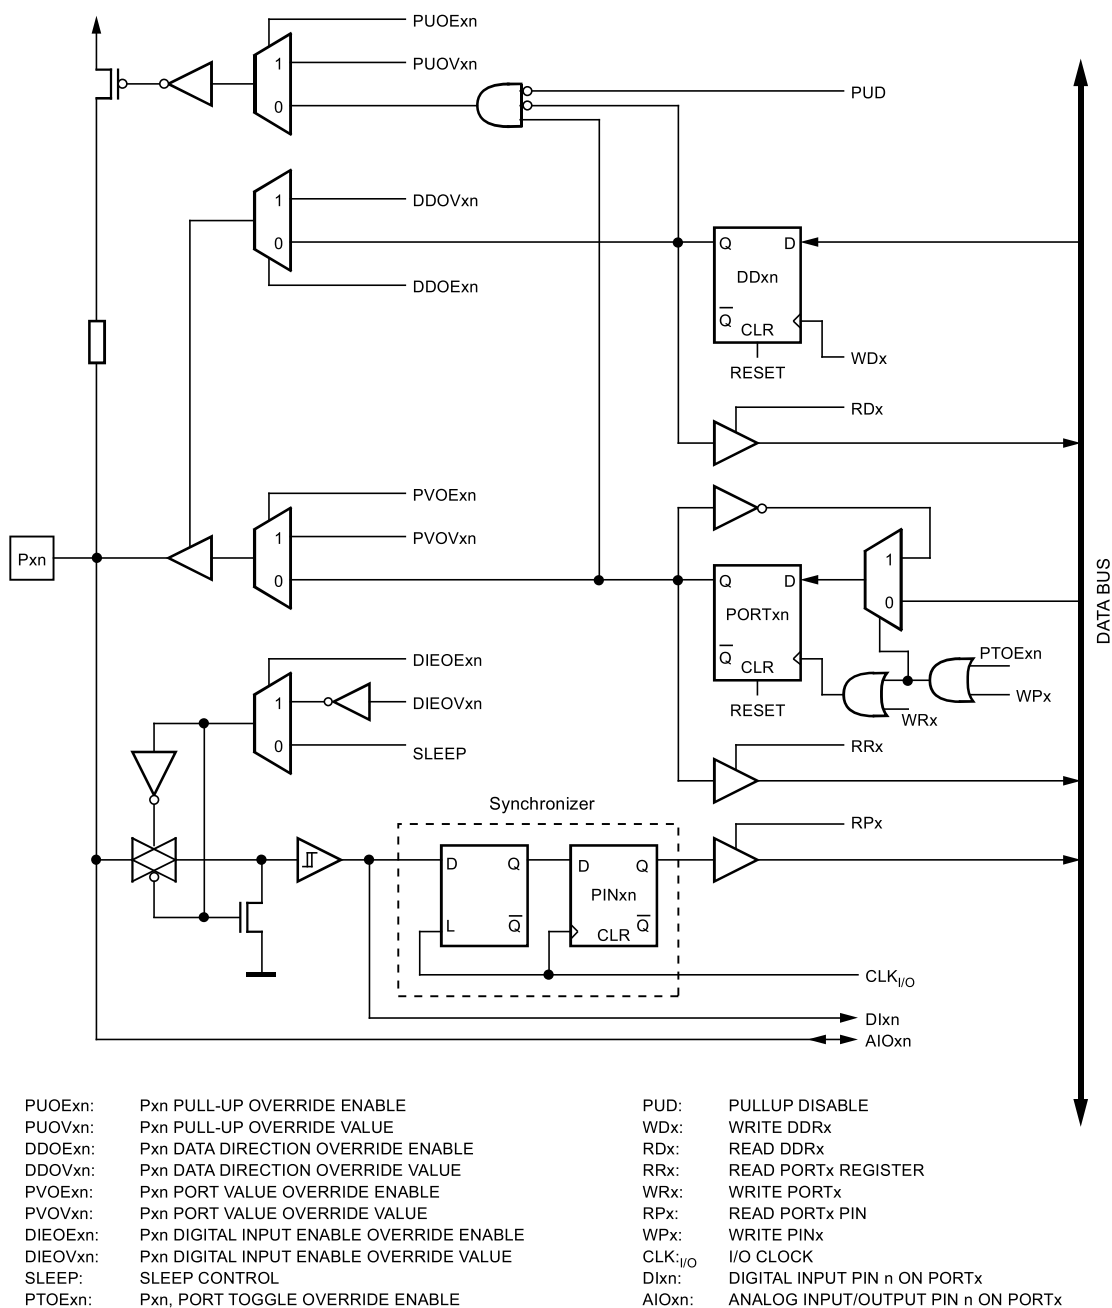 PUOExn
1
PUOVxn
0
PUD
1
DDOVxn
0
DDOExn
Q D
DDxn
Q
CLR
RESET
WDx
RDx
PVOExn
1
PVOVxn
0
Pxn
1
0
Q D
PORTxn
Q
CLR
RESET
PTOExn
WPx
WRx
DATA BUS
DIEOExn
1
DIEOVxn
0
SLEEP
RRx
Synchronizer
RPx
D Q
L Q
D Q
PINxn
Q
CLR
CLKI/O
DIxn
AIOxn
PUOExn: Pxn PULL-UP OVERRIDE ENABLE
PUOVxn: Pxn PULL-UP OVERRIDE VALUE
DDOExn: Pxn DATA DIRECTION OVERRIDE ENABLE
DDOVxn: Pxn DATA DIRECTION OVERRIDE VALUE
PVOExn: Pxn PORT VALUE OVERRIDE ENABLE
PVOVxn: Pxn PORT VALUE OVERRIDE VALUE
DIEOExn: Pxn DIGITAL INPUT ENABLE OVERRIDE ENABLE
DIEOVxn: Pxn DIGITAL INPUT ENABLE OVERRIDE VALUE
SLEEP: SLEEP CONTROL
PTOExn: Pxn, PORT TOGGLE OVERRIDE ENABLE
PUD: PULLUP DISABLE
WDx: WRITE DDRx
RDx: READ DDRx
RRx: READ PORTx REGISTER
WRx: WRITE PORTx
RPx: READ PORTx PIN
WPx: WRITE PINx
CLK:I/O I/O CLOCK
DIxn: DIGITAL INPUT PIN n ON PORTx
AIOxn: ANALOG INPUT/OUTPUT PIN n ON PORTx